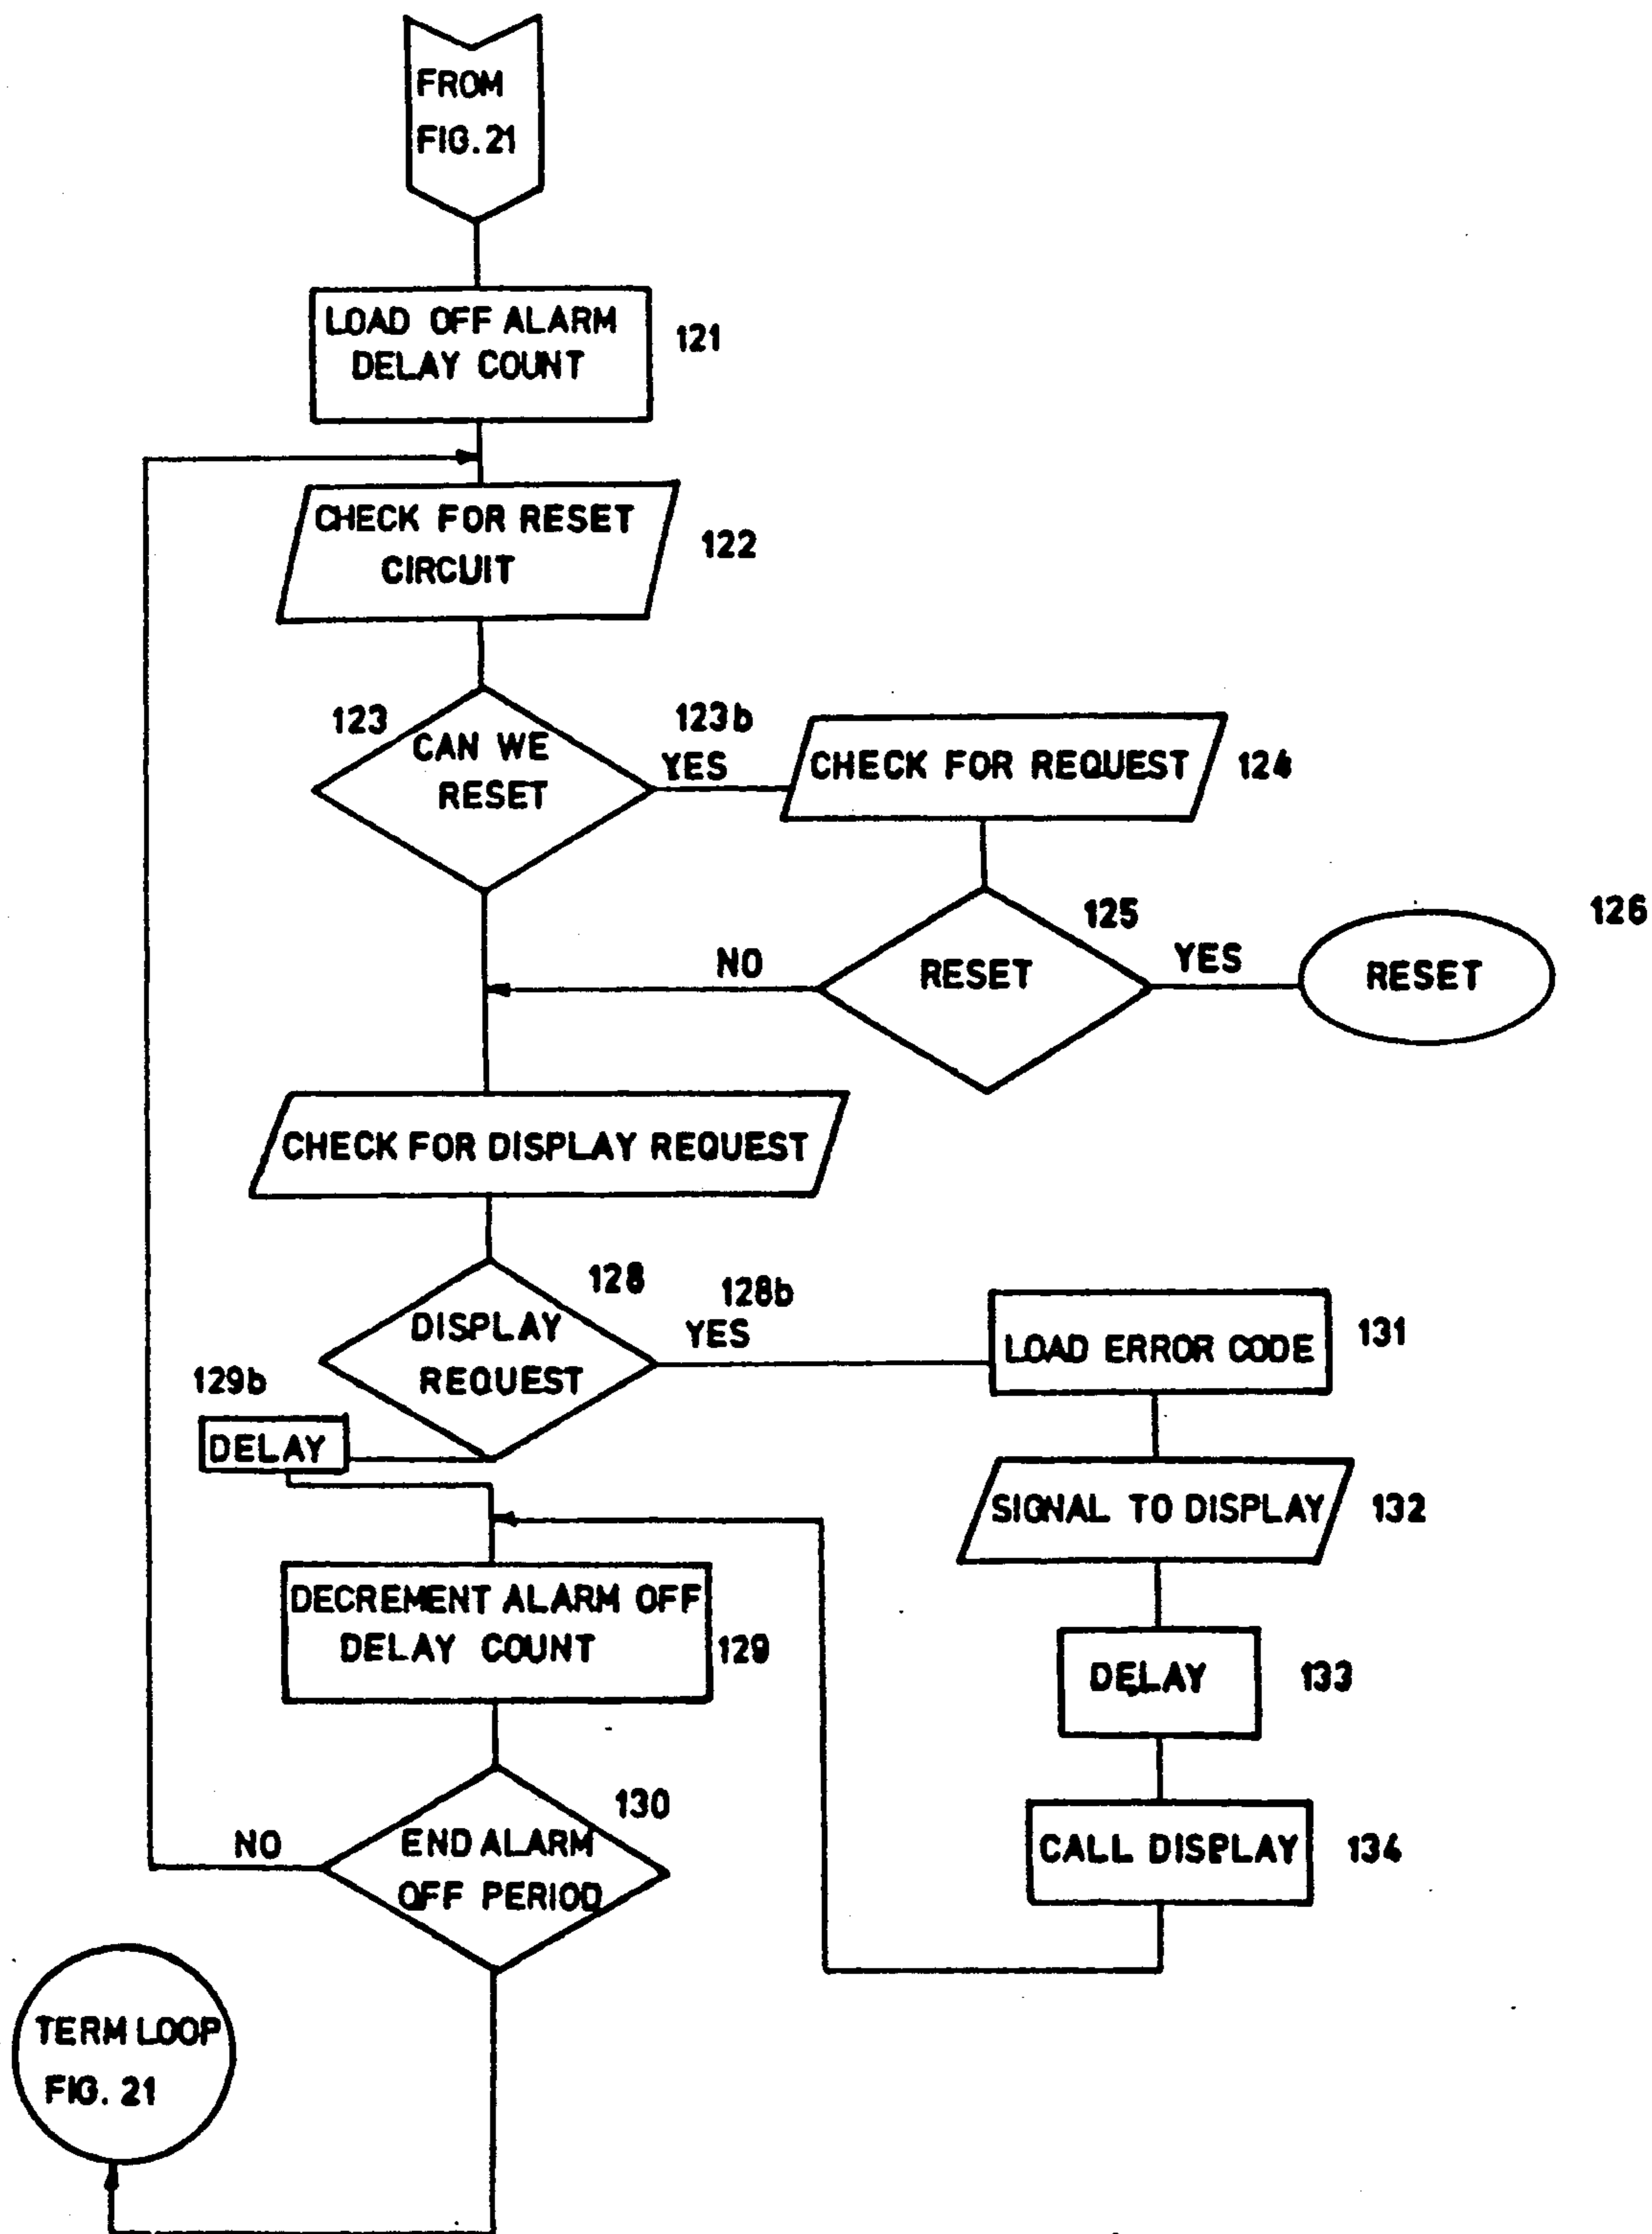 FROM
FIG. 21
LOAD OFF ALARM
DELAY COUNT
121
CHECK FOR RESET
CIRCUIT
122
123
CAN WE
RESET
123b
YES
CHECK FOR REQUEST
124
125
RESET
NO
YES
RESET
126
CHECK FOR DISPLAY REQUEST
128
DISPLAY
REQUEST
128b
YES
LOAD ERROR CODE
131
129b
DELAY
SIGNAL TO DISPLAY
132
DECREMENT ALARM OFF
DELAY COUNT
129
DELAY
133
130
END ALARM
OFF PERIOD
NO
CALL DISPLAY
134
TERM LOOP
FIG. 21